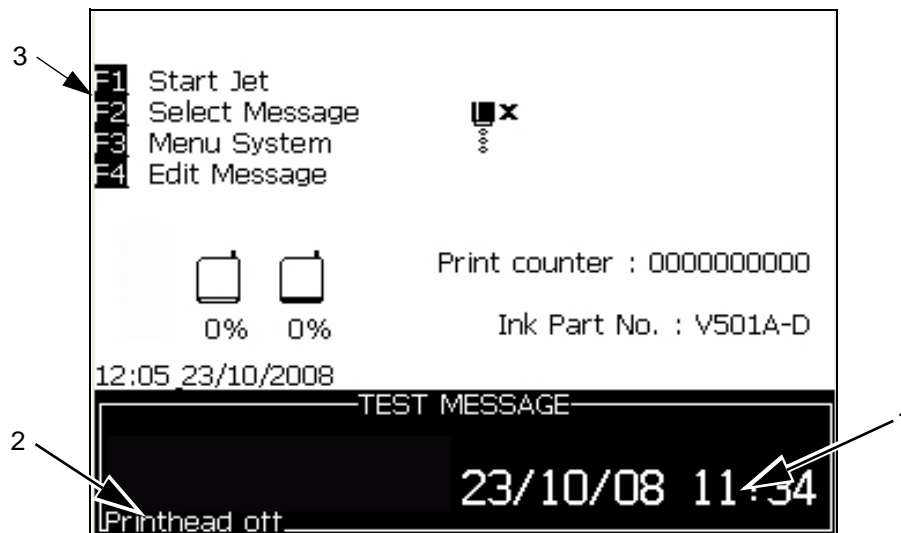 3
F1 Start Jet
F2 Select Message
F3 Menu System
F4 Edit Message
Print counter : 0000000000
0% 0%
Ink Part No. : V501A-D
12:05 23/10/2008
TEST MESSAGE
2
23/10/08 11:34
Printhead off